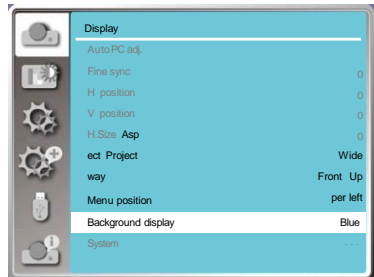 Display
Auto PC adj.
Fine sync 0
H position 0
V position 0
H.Size Asp 0
ect Project Wide
way Front Up
Menu position per left
Background display Blue
System ...